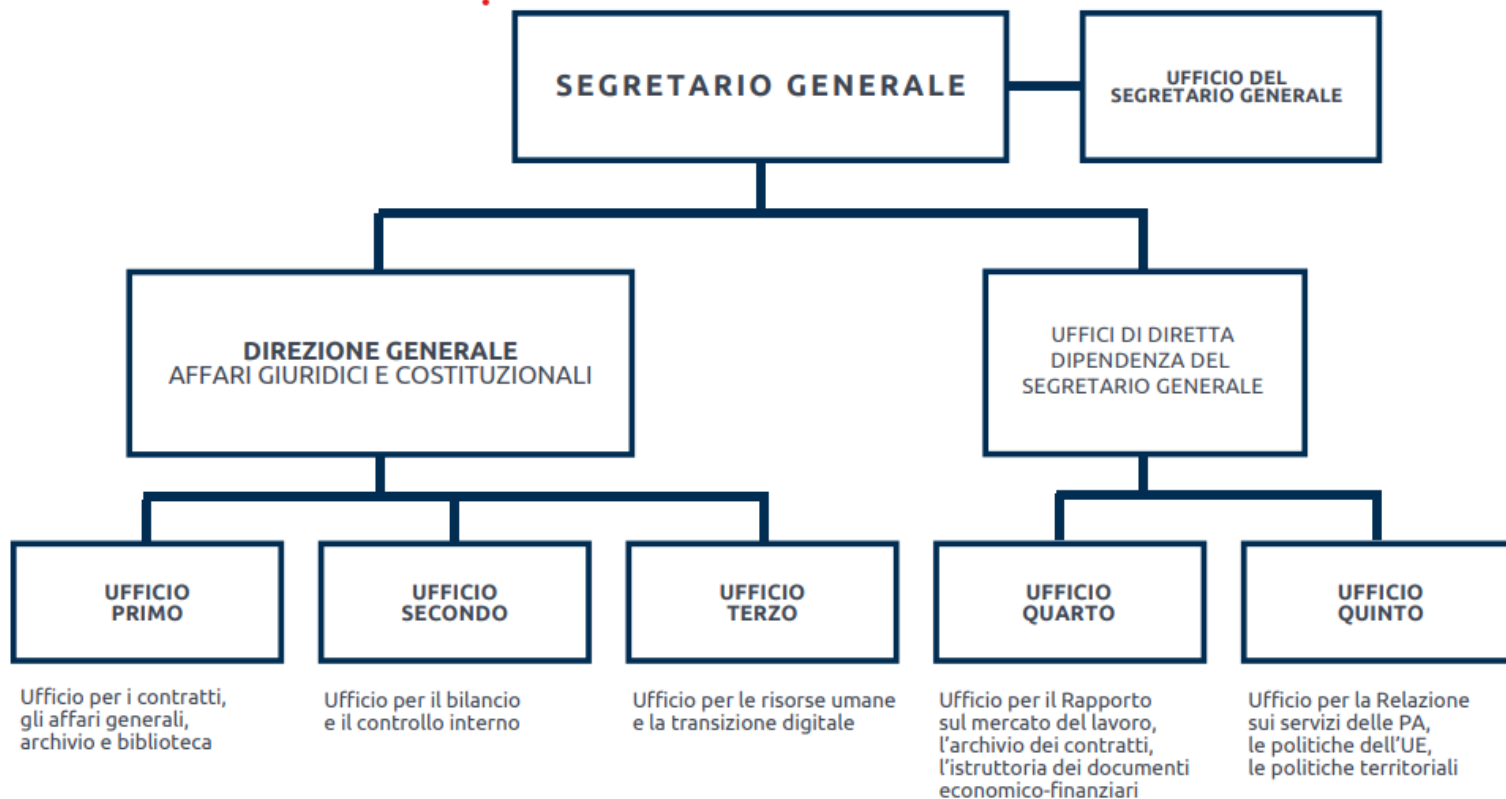 SEGRETARIO GENERALE
UFFICIO DEL
SEGRETARIO GENERALE
DIREZIONE GENERALE
AFFARI GIURIDICI E COSTITUZIONALI
UFFICI DI DIRETTA
DIPENDENZA DEL
SEGRETARIO GENERALE
UFFICIO
PRIMO
UFFICIO
SECONDO
UFFICIO
TERZO
UFFICIO
QUARTO
UFFICIO
QUINTO
Ufficio per i contratti,
gli affari generali,
archivio e biblioteca
Ufficio per il bilancio
e il controllo interno
Ufficio per le risorse umane
e la transizione digitale
Ufficio per il Rapporto
sul mercato del lavoro,
l'archivio dei contratti,
l'istruttoria dei documenti
economico-finanziari
Ufficio per la Relazione
sui servizi delle PA,
le politiche dell'UE,
le politiche territoriali